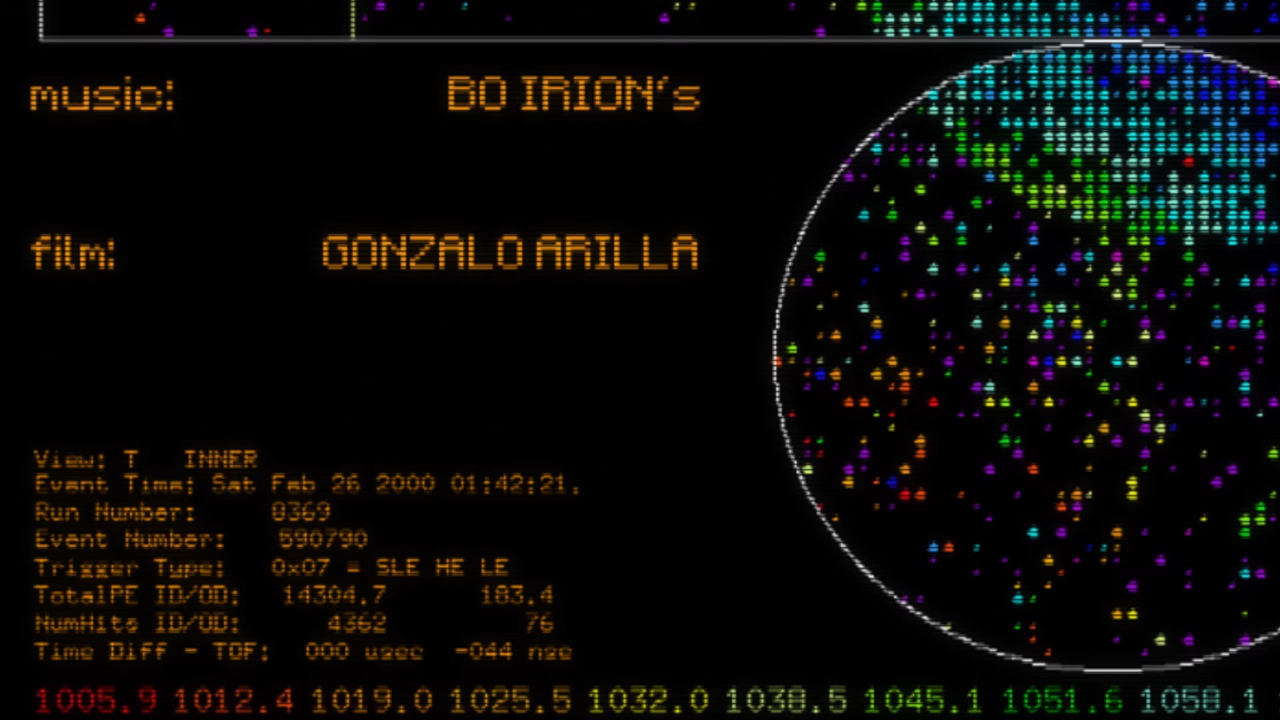 music: BO IRION's
film: GONZALO ARILLA
View: T INNER
Event Time: Sat Feb 26 2000 01:42:21.
Run Number: 8369
Event Number: 590790
Trigger Type: 0x07 = SLE HE LE
TotalPE ID/OD: 14304.7 183.4
NumHits ID/OD: 4362 76
Time Diff - TOF: 000 usec -044 nse
1005.9 1012.4 1019.0 1025.5 1032.0 1038.5 1045.1 1051.6 1058.1